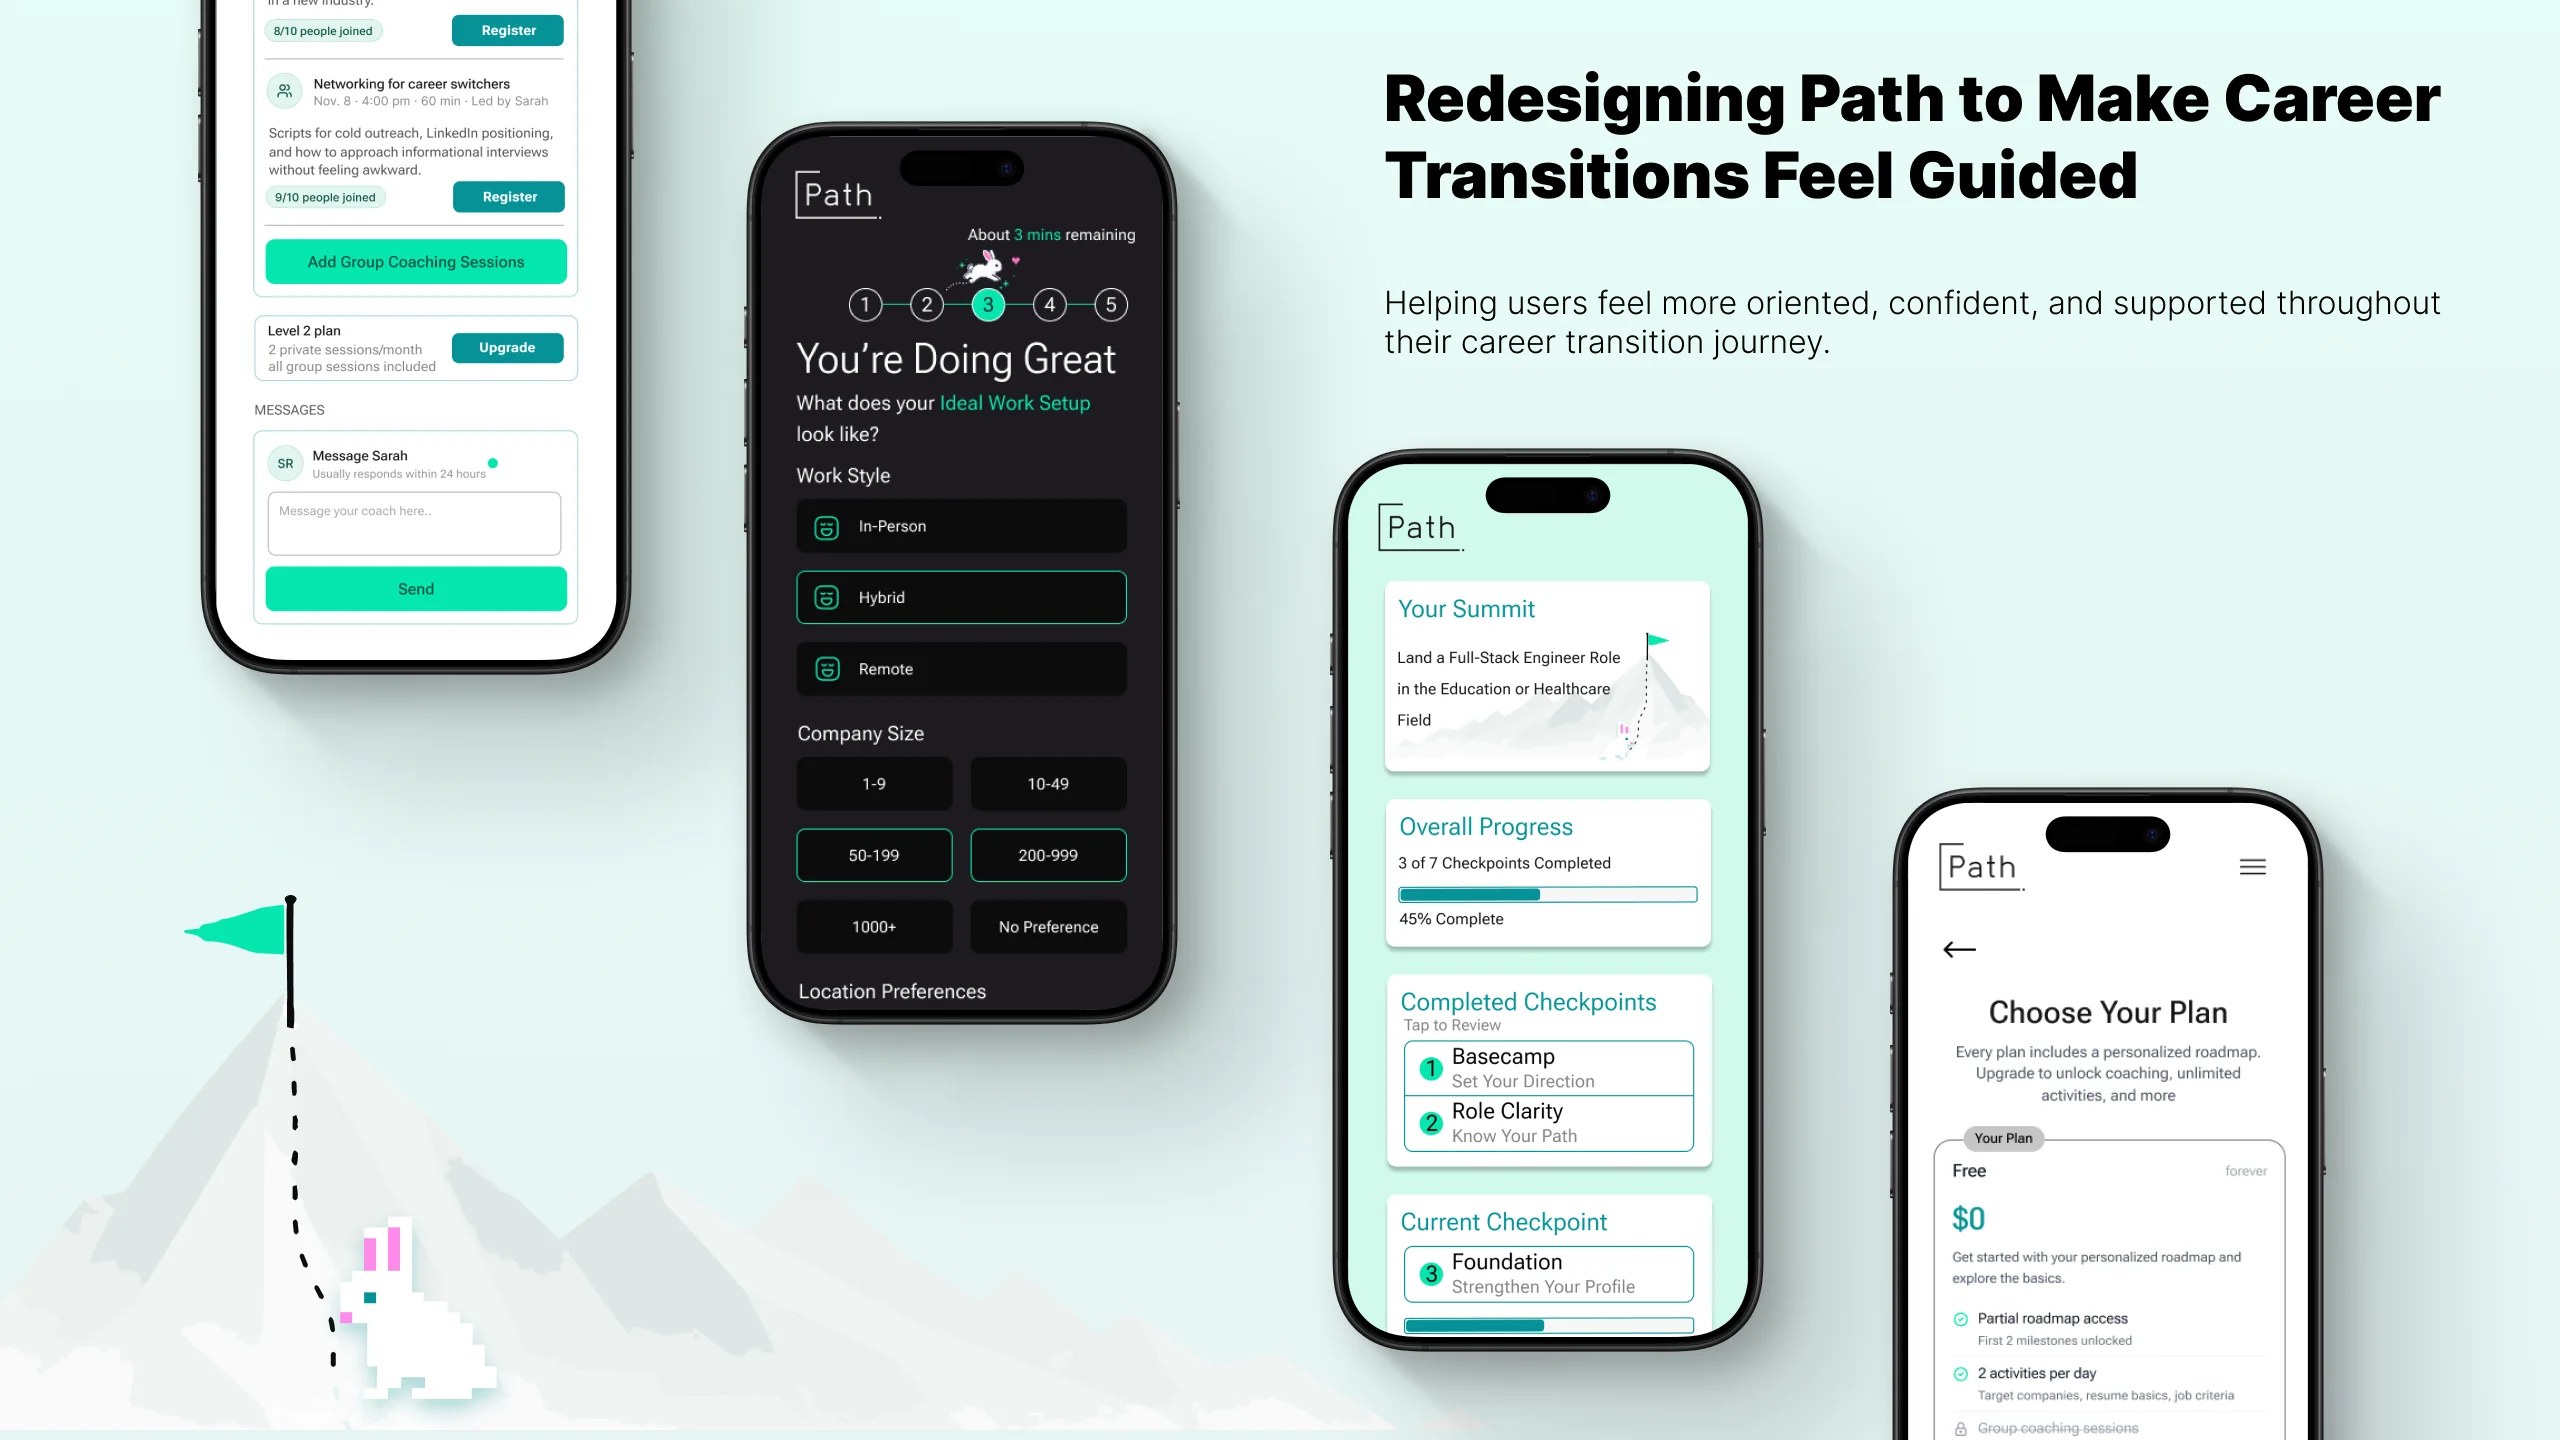 Redesigning Path to Make Career
Transitions Feel Guided
Helping users feel more oriented, confident, and supported throughout
their career transition journey.
in a new industry.
8/10 people joined
Register
Networking for career switchers
Nov. 8 · 4:00 pm · 60 min · Led by Sarah
Scripts for cold outreach, LinkedIn positioning,
and how to approach informational interviews
without feeling awkward.
9/10 people joined
Register
Add Group Coaching Sessions
Level 2 plan
2 private sessions/month
all group sessions included
Upgrade
MESSAGES
SR
Message Sarah
Usually responds within 24 hours
Message your coach here..
Send
Path
About 3 mins remaining
1 2 3 4 5
You’re Doing Great
What does your Ideal Work Setup
look like?
Work Style
In-Person
Hybrid
Remote
Company Size
1-9
10-49
50-199
200-999
1000+
No Preference
Location Preferences
Path
Your Summit
Land a Full-Stack Engineer Role
in the Education or Healthcare
Field
Overall Progress
3 of 7 Checkpoints Completed
45% Complete
Completed Checkpoints
Tap to Review
1 Basecamp
Set Your Direction
2 Role Clarity
Know Your Path
Current Checkpoint
3 Foundation
Strengthen Your Profile
Path
Choose Your Plan
Every plan includes a personalized roadmap.
Upgrade to unlock coaching, unlimited
activities, and more
Your Plan
Free
forever
$0
Get started with your personalized roadmap and
explore the basics.
Partial roadmap access
First 2 milestones unlocked
2 activities per day
Target companies, resume basics, job criteria
Group coaching sessions